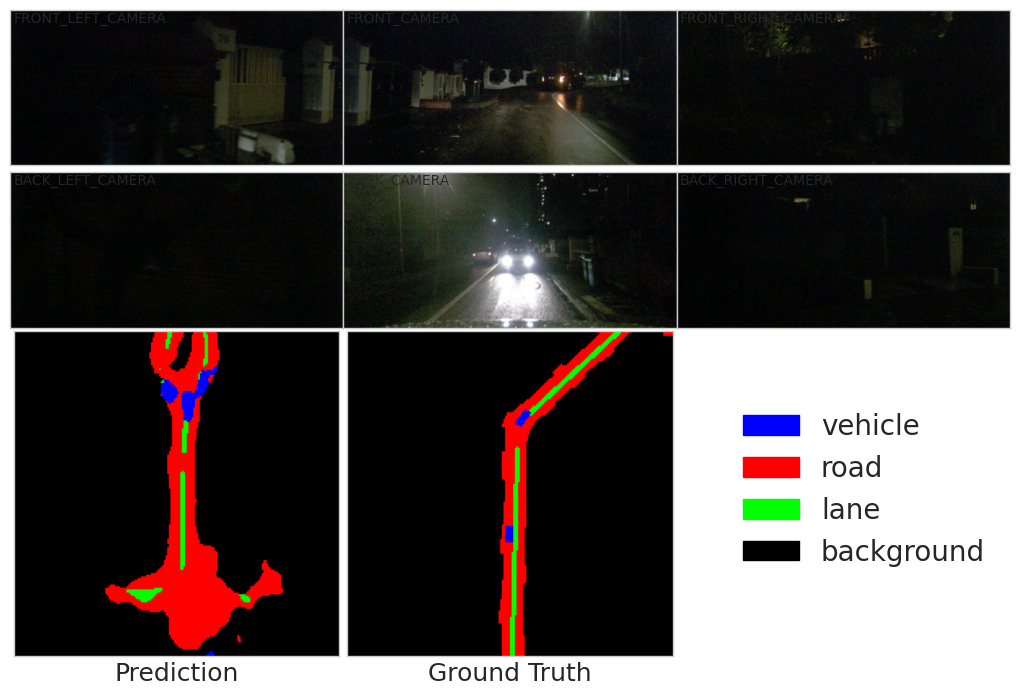 FRONT_LEFT_CAMERA
FRONT_CAMERA
FRONT_RIGHT_CAMERA
BACK_LEFT_CAMERA
CAMERA
BACK_RIGHT_CAMERA
vehicle
road
lane
background
Prediction
Ground Truth